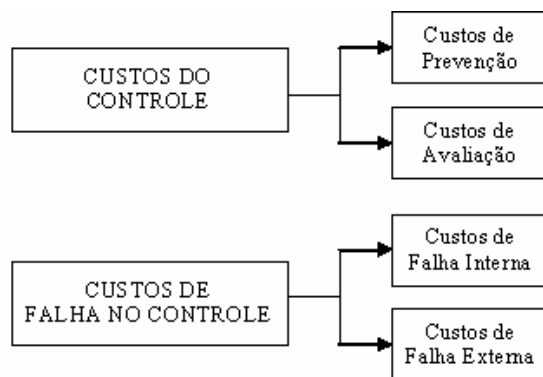 CUSTOS DO
CONTROLE
Custos de
Prevenção
Custos de
Avaliação
CUSTOS DE
FALHA NO CONTROLE
Custos de
Falha Interna
Custos de
Falha Externa